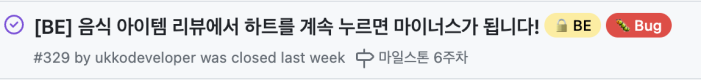 [BE] 음식 아이템 리뷰에서 하트를 계속 누르면 마이너스가 됩니다! 🔒 BE 🐛 Bug
#329 by ukkodeveloper was closed last week 마일스톤 6주차